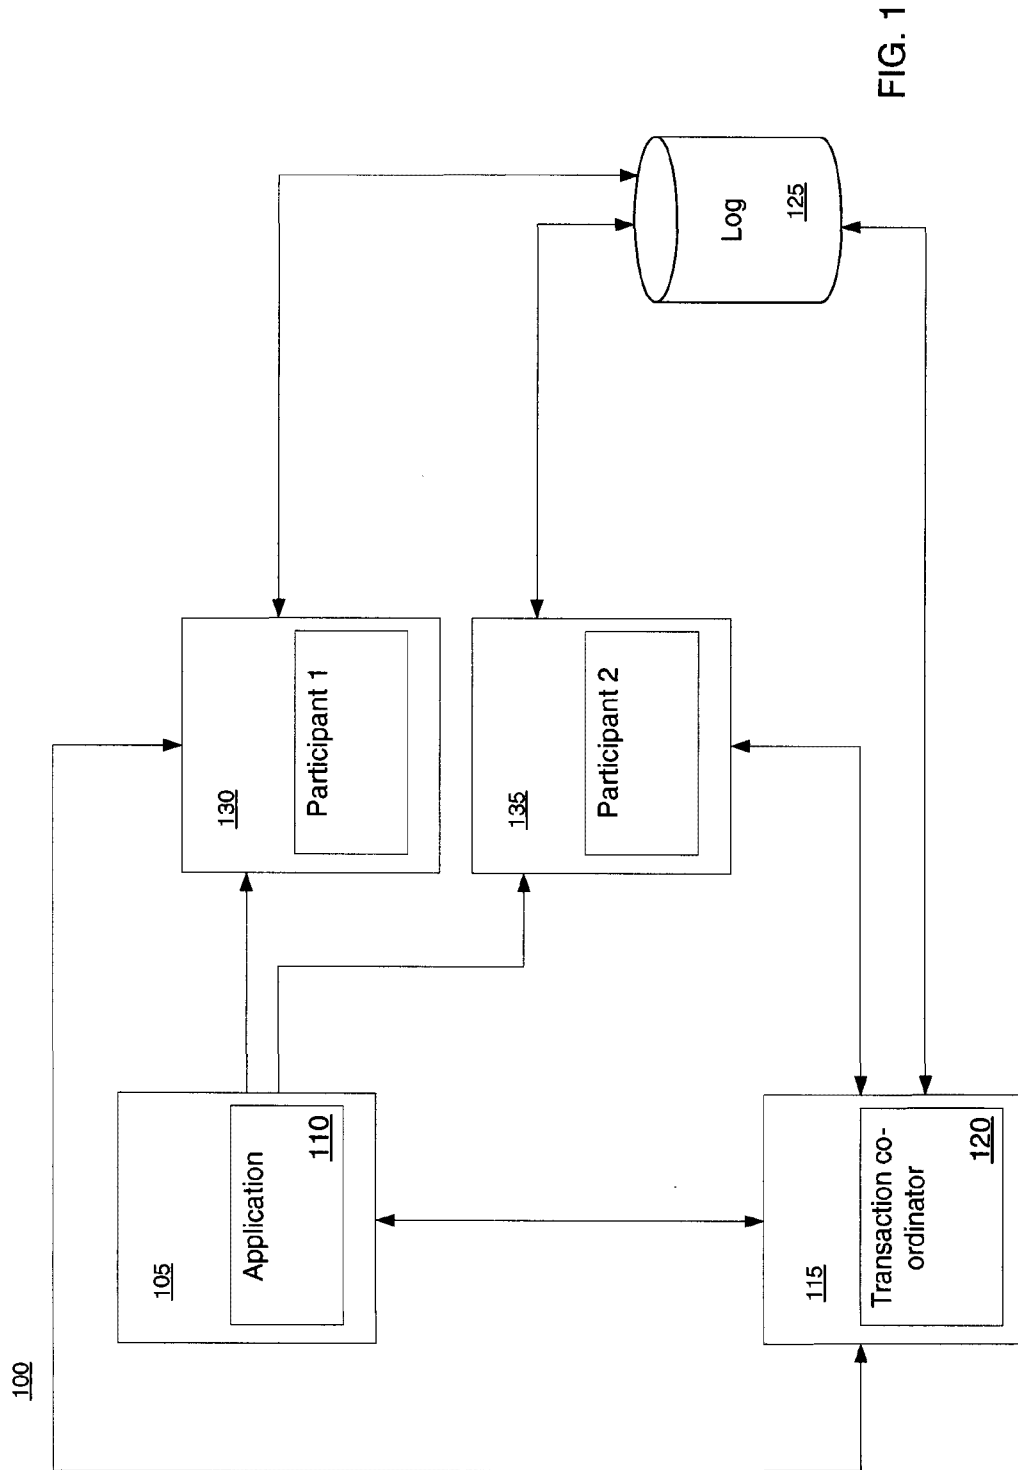 100
105
Application
110
130
Participant 1
135
Participant 2
115
Transaction co-
ordinator
120
Log
125
FIG. 1